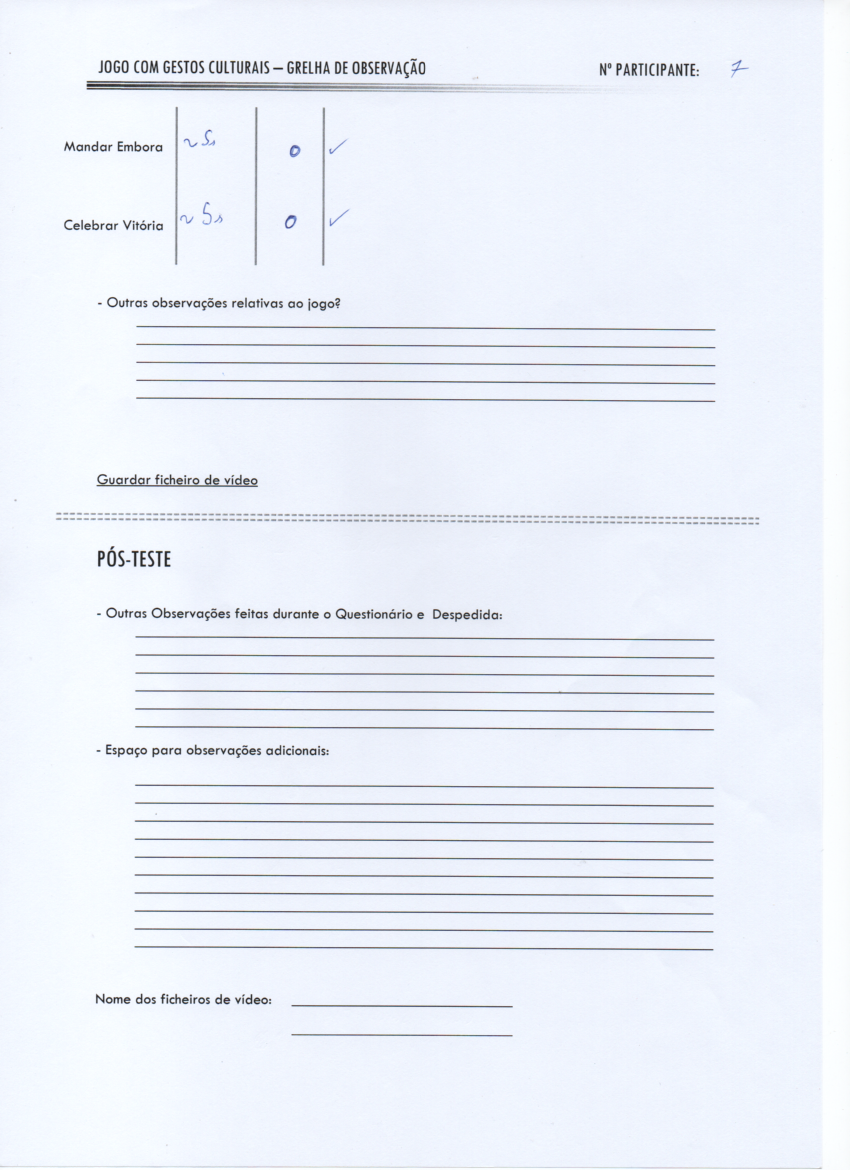 JOGO COM GESTOS CULTURAIS – GRELHA DE OBSERVAÇÃO Nº PARTICIPANTE: 7
Mandar Embora ~ 5s 0 ✓
Celebrar Vitória ~ 5s 0 ✓
- Outras observações relativas ao jogo?
Guardar ficheiro de vídeo
PÓS-TESTE
- Outras Observações feitas durante o Questionário e Despedida:
- Espaço para observações adicionais:
Nome dos ficheiros de vídeo: